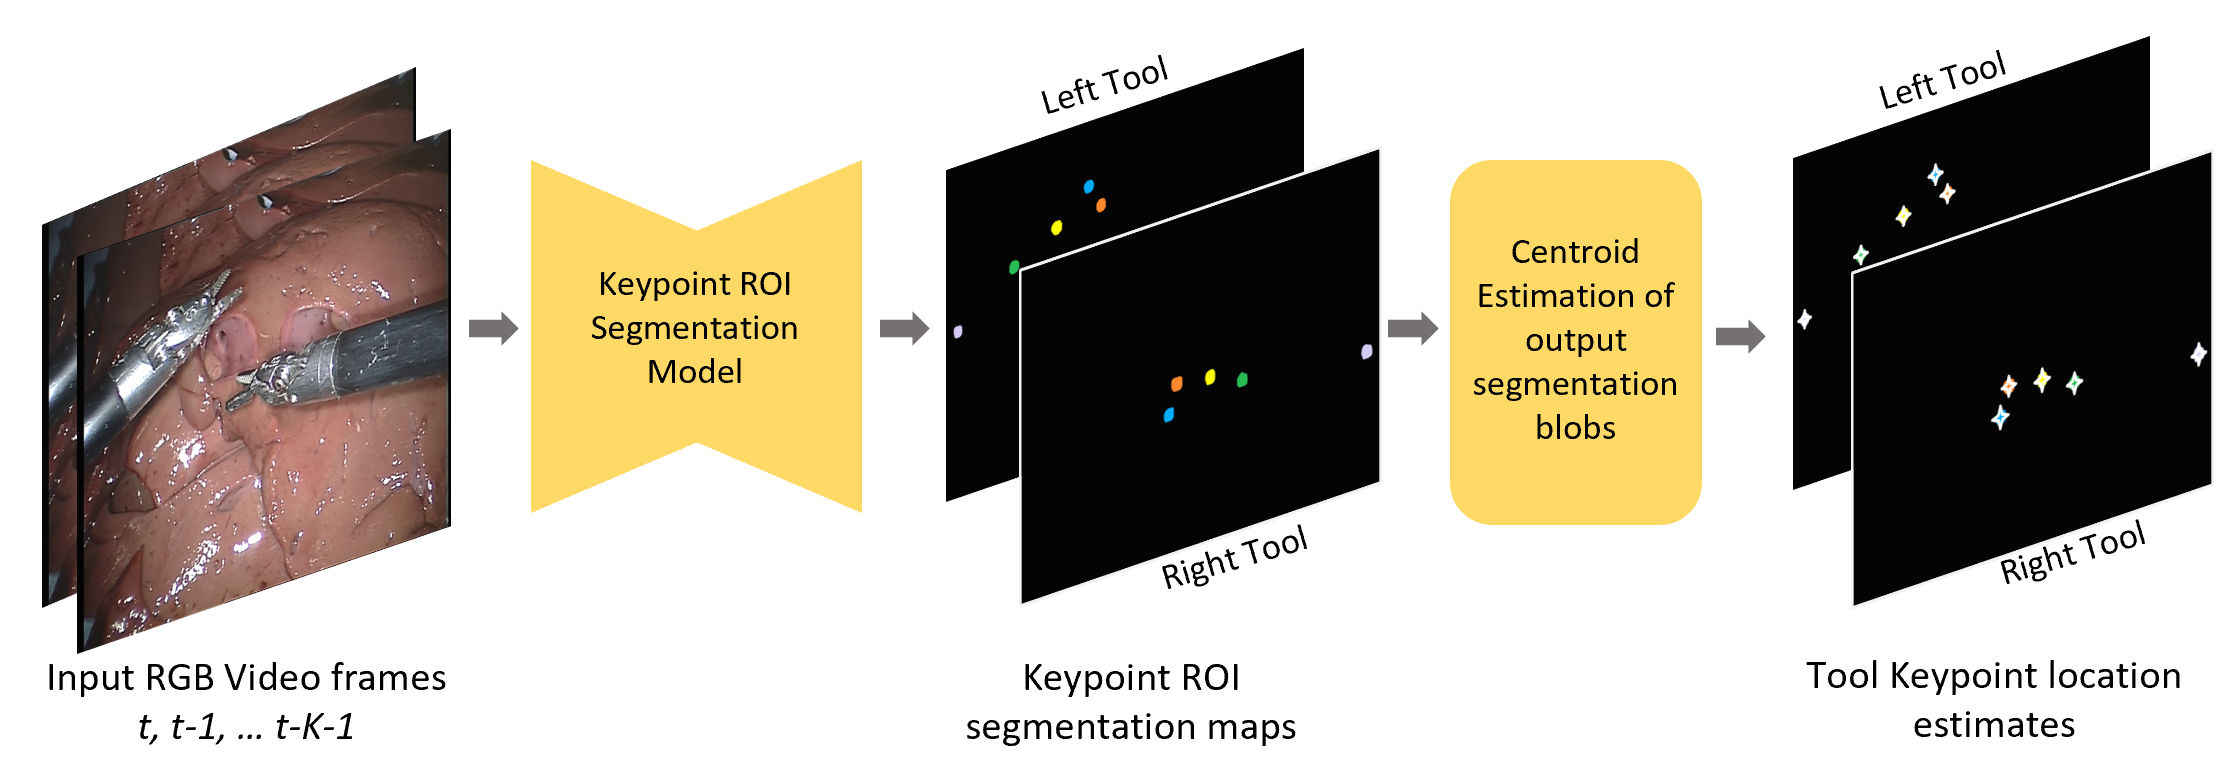 Input RGB Video frames
t, t-1, ... t-K-1
Keypoint ROI
Segmentation
Model
Left Tool
Right Tool
Keypoint ROI
segmentation maps
Centroid
Estimation of
output
segmentation
blobs
Left Tool
Right Tool
Tool Keypoint location
estimates